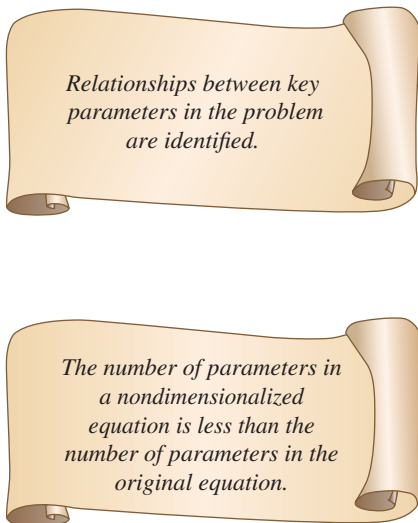 Relationships between key
parameters in the problem
are identified.
The number of parameters in
a nondimensionalized
equation is less than the
number of parameters in the
original equation.